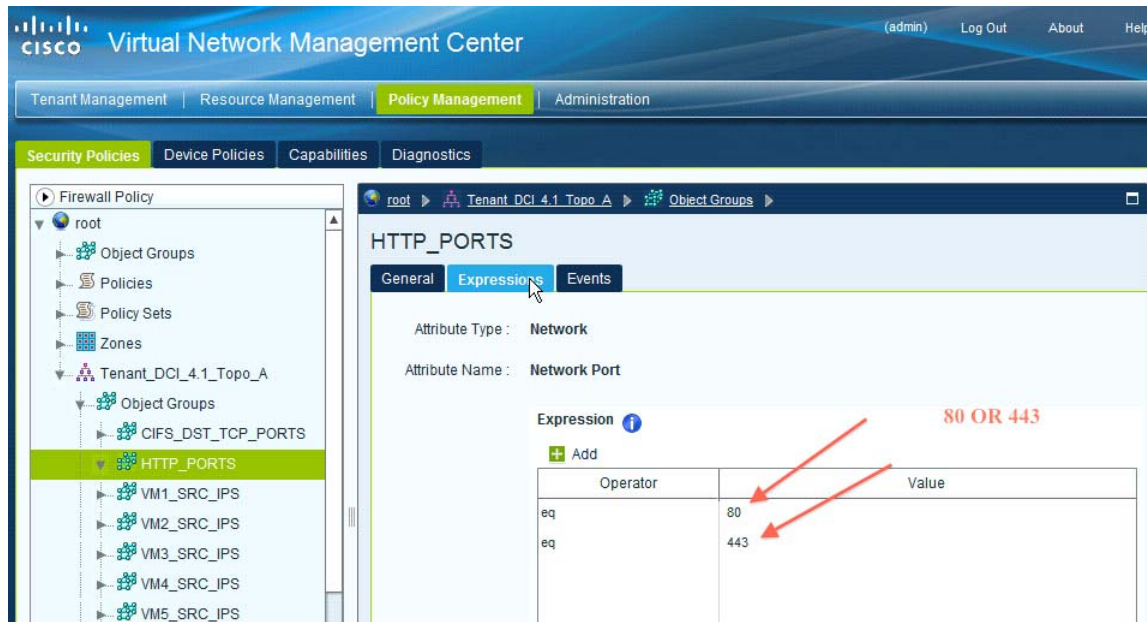 CISCO Virtual Network Management Center
(admin) Log Out About Help
Tenant Management | Resource Management | Policy Management | Administration
Security Policies Device Policies Capabilities Diagnostics
Firewall Policy
root
Object Groups
Policies
Policy Sets
Zones
Tenant_DCI_4.1_Topo_A
Object Groups
CIFS_DST_TCP_PORTS
HTTP_PORTS
VM1_SRC_IPS
VM2_SRC_IPS
VM3_SRC_IPS
VM4_SRC_IPS
VM5_SRC_IPS
root Tenant_DCI_4.1_Topo_A Object Groups
HTTP_PORTS
General Expressions Events
Attribute Type : Network
Attribute Name : Network Port
Expression
80 OR 443
Add
Operator Value
eq 80
eq 443